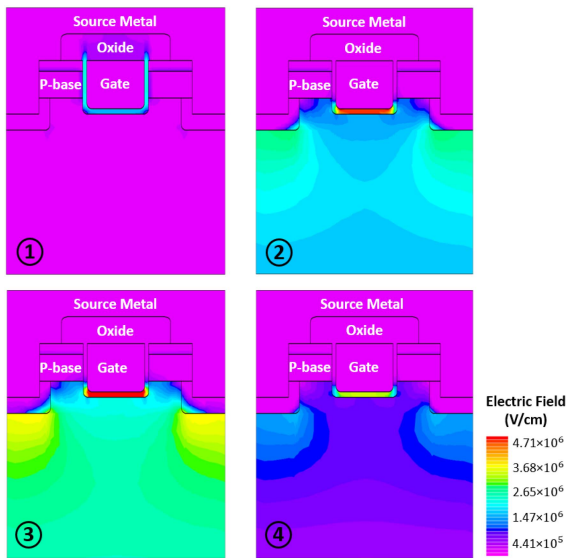 Source Metal
Oxide
P-base
Gate
①
Source Metal
Oxide
P-base
Gate
②
Source Metal
Oxide
P-base
Gate
③
Source Metal
Oxide
P-base
Gate
④
Electric Field
(V/cm)
4.71×10⁶
3.68×10⁶
2.65×10⁶
1.47×10⁶
4.41×10⁵